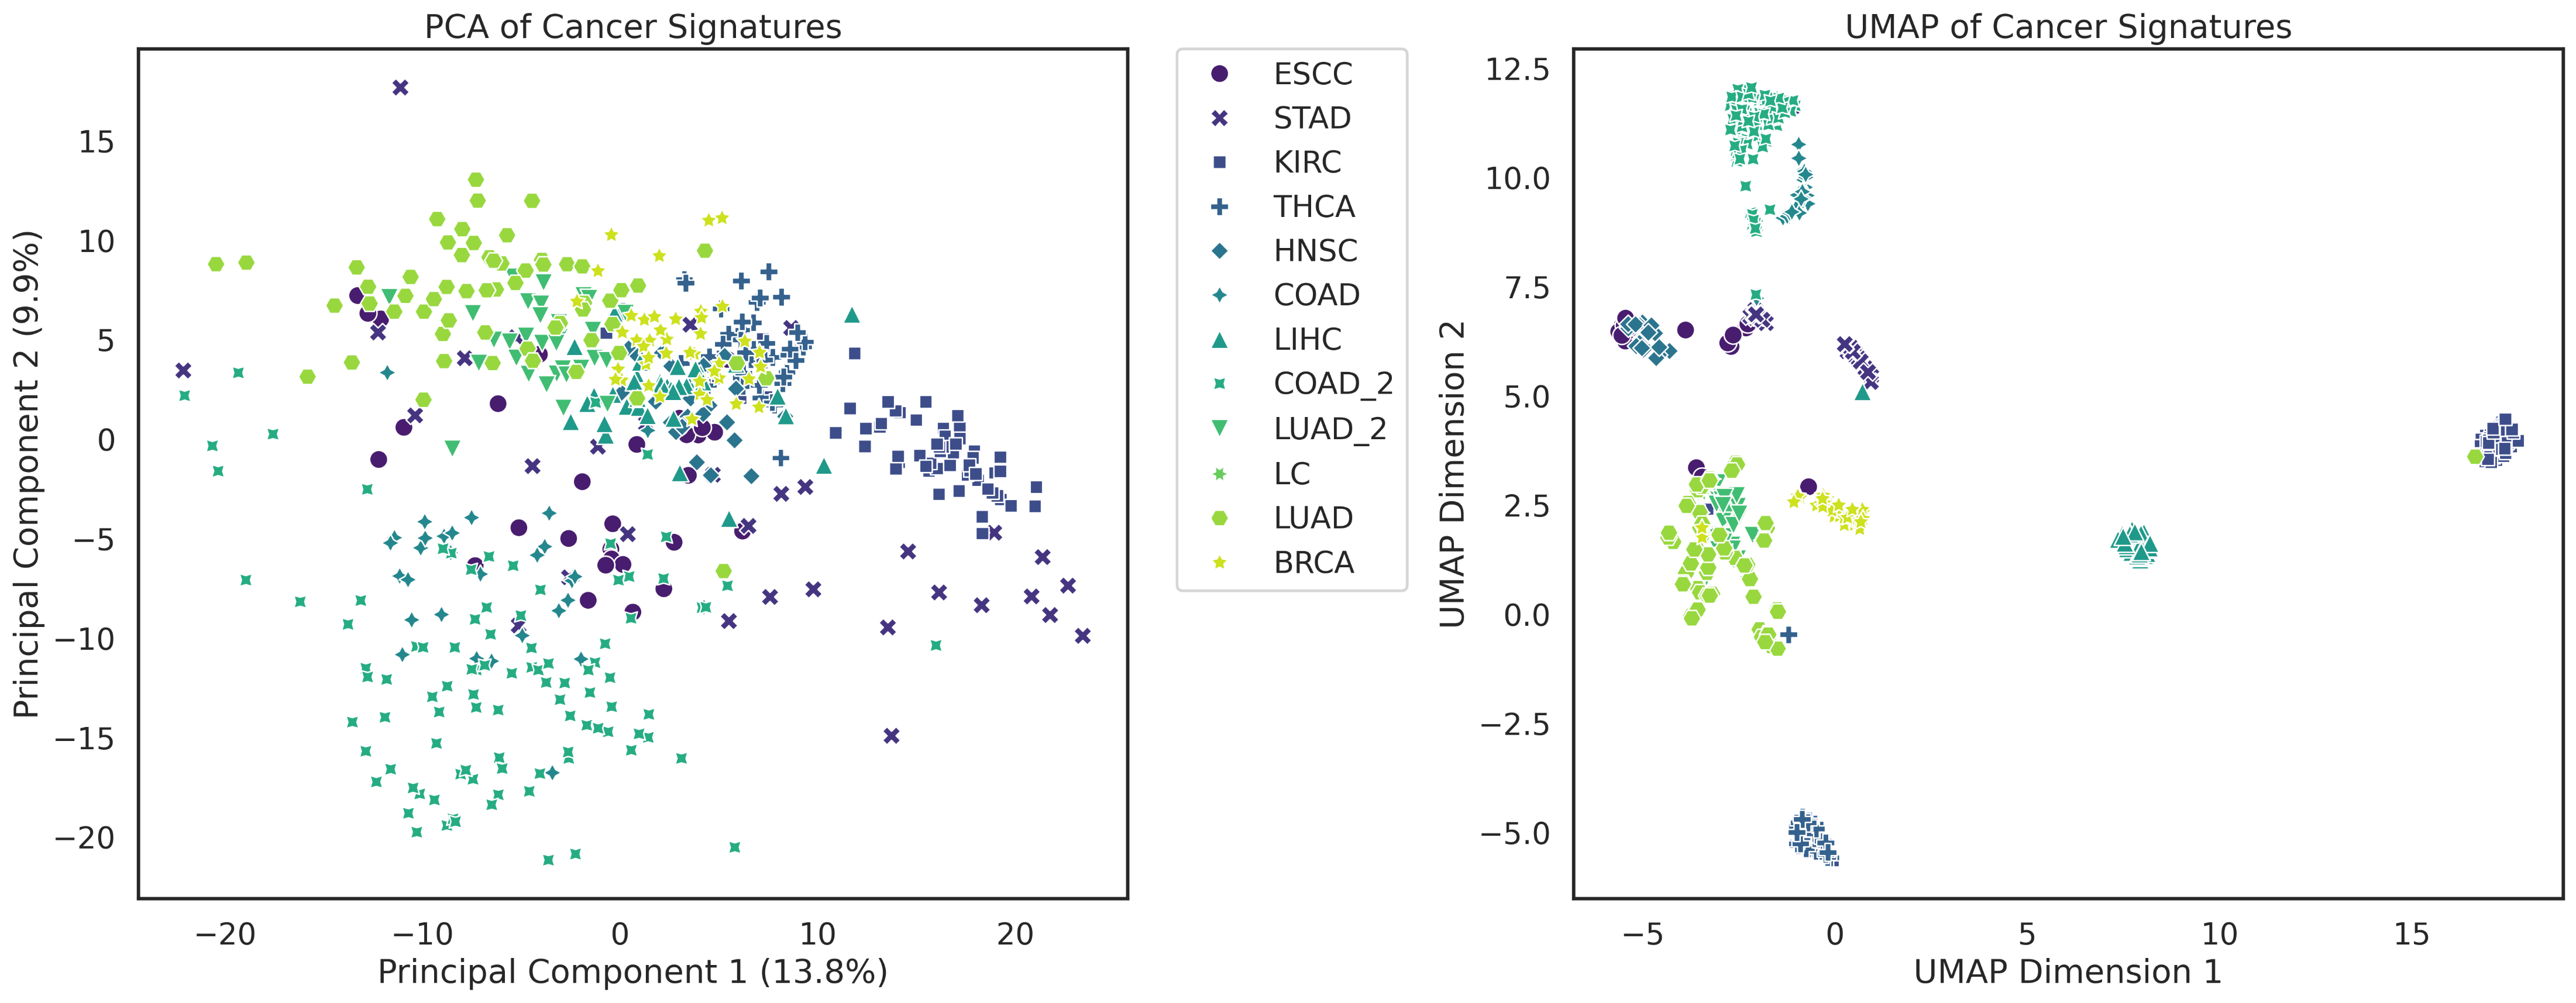 PCA of Cancer Signatures
15
10
5
0
−5
−10
−15
−20
Principal Component 2 (9.9%)
−20 −10 0 10 20
Principal Component 1 (13.8%)
ESCC
STAD
KIRC
THCA
HNSC
COAD
LIHC
COAD_2
LUAD_2
LC
LUAD
BRCA
UMAP of Cancer Signatures
12.5
10.0
7.5
5.0
2.5
0.0
−2.5
−5.0
UMAP Dimension 2
−5 0 5 10 15
UMAP Dimension 1